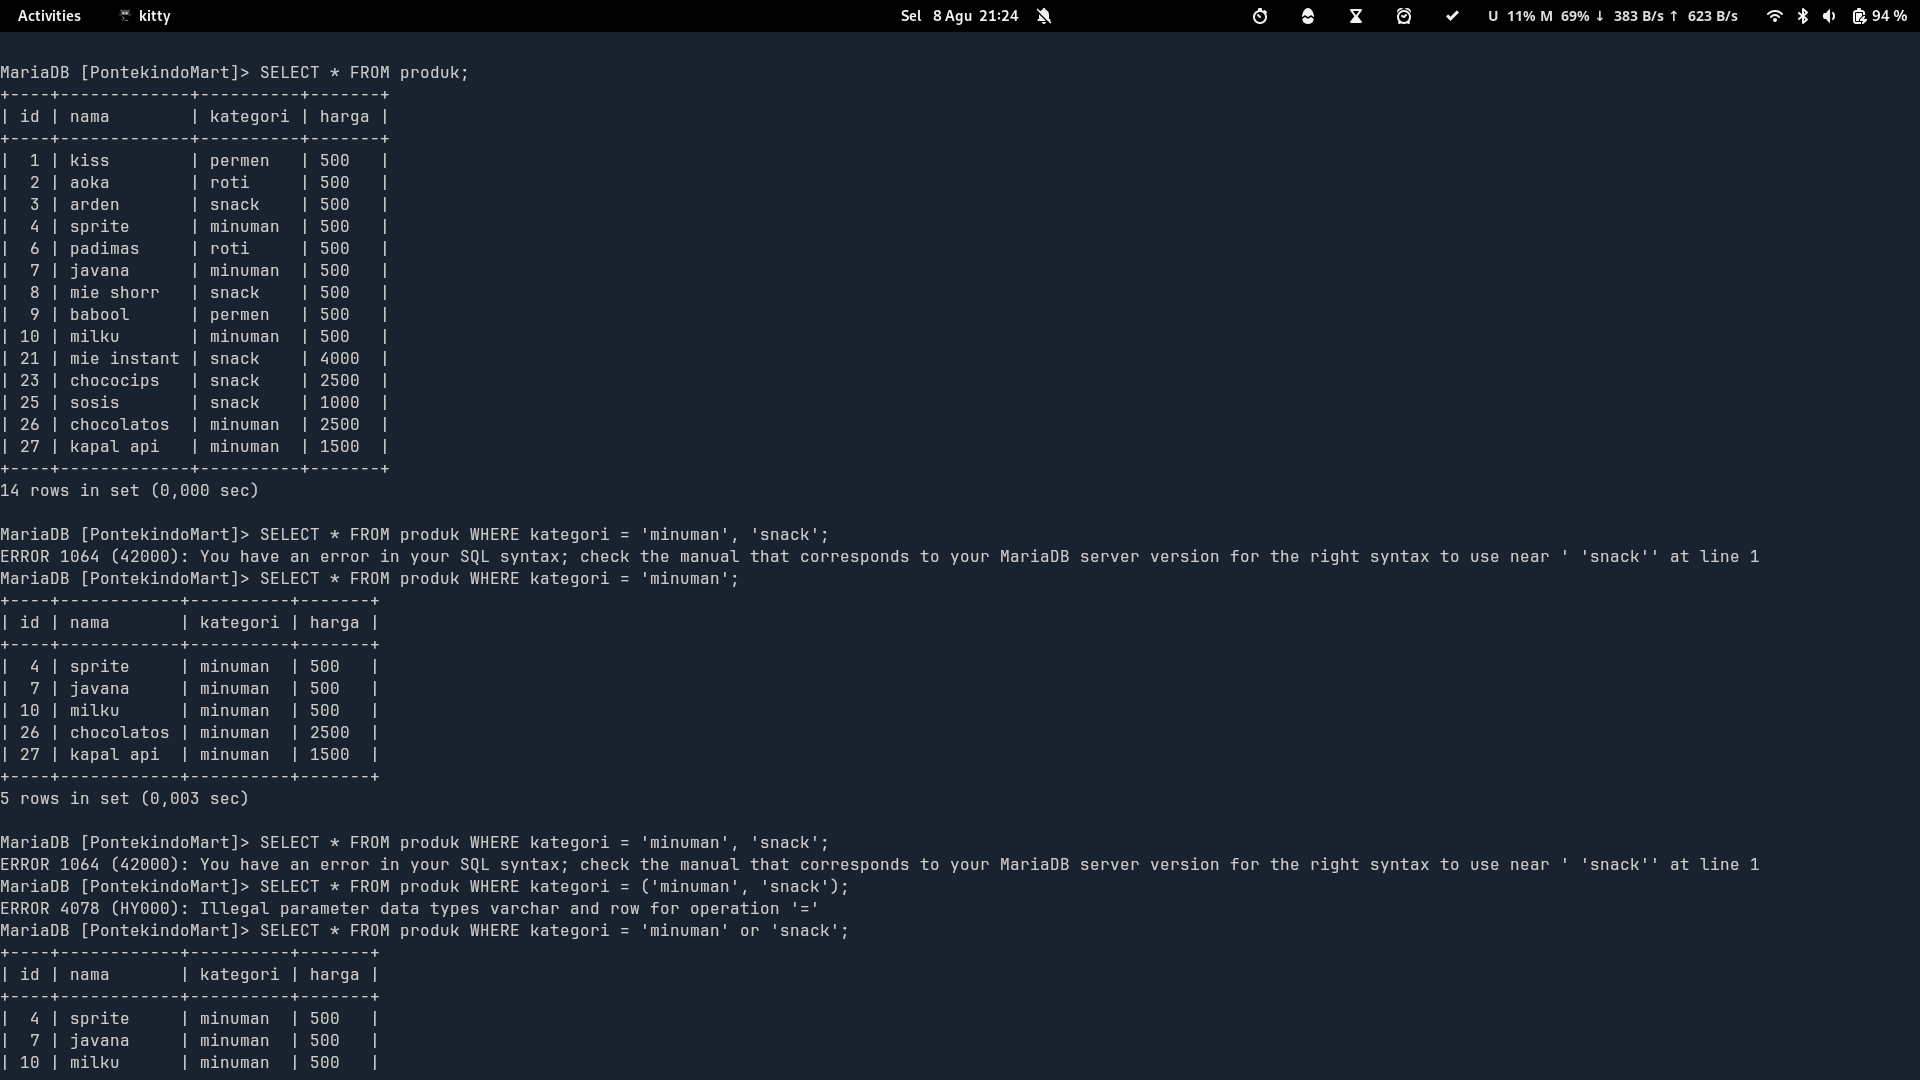 Activities kitty Sel 8 Agu 21:24 U 11% M 69% ↓ 383 B/s ↑ 623 B/s 94 %
MariaDB [PontekindoMart]> SELECT * FROM produk;
+----+-------------+----------+-------+
| id | nama        | kategori | harga |
+----+-------------+----------+-------+
|  1 | kiss        | permen   | 500   |
|  2 | aoka        | roti     | 500   |
|  3 | arden       | snack    | 500   |
|  4 | sprite      | minuman  | 500   |
|  6 | padimas     | roti     | 500   |
|  7 | javana      | minuman  | 500   |
|  8 | mie shorr   | snack    | 500   |
|  9 | babool      | permen   | 500   |
| 10 | milku       | minuman  | 500   |
| 21 | mie instant | snack    | 4000  |
| 23 | chococips   | snack    | 2500  |
| 25 | sosis       | snack    | 1000  |
| 26 | chocolatos  | minuman  | 2500  |
| 27 | kapal api   | minuman  | 1500  |
+----+-------------+----------+-------+
14 rows in set (0,000 sec)
MariaDB [PontekindoMart]> SELECT * FROM produk WHERE kategori = 'minuman', 'snack';
ERROR 1064 (42000): You have an error in your SQL syntax; check the manual that corresponds to your MariaDB server version for the right syntax to use near ' 'snack'' at line 1
MariaDB [PontekindoMart]> SELECT * FROM produk WHERE kategori = 'minuman';
+----+------------+----------+-------+
| id | nama       | kategori | harga |
+----+------------+----------+-------+
|  4 | sprite     | minuman  | 500   |
|  7 | javana     | minuman  | 500   |
| 10 | milku      | minuman  | 500   |
| 26 | chocolatos | minuman  | 2500  |
| 27 | kapal api  | minuman  | 1500  |
+----+------------+----------+-------+
5 rows in set (0,003 sec)
MariaDB [PontekindoMart]> SELECT * FROM produk WHERE kategori = 'minuman', 'snack';
ERROR 1064 (42000): You have an error in your SQL syntax; check the manual that corresponds to your MariaDB server version for the right syntax to use near ' 'snack'' at line 1
MariaDB [PontekindoMart]> SELECT * FROM produk WHERE kategori = ('minuman', 'snack');
ERROR 4078 (HY000): Illegal parameter data types varchar and row for operation '='
MariaDB [PontekindoMart]> SELECT * FROM produk WHERE kategori = 'minuman' or 'snack';
+----+------------+----------+-------+
| id | nama       | kategori | harga |
+----+------------+----------+-------+
|  4 | sprite     | minuman  | 500   |
|  7 | javana     | minuman  | 500   |
| 10 | milku      | minuman  | 500   |